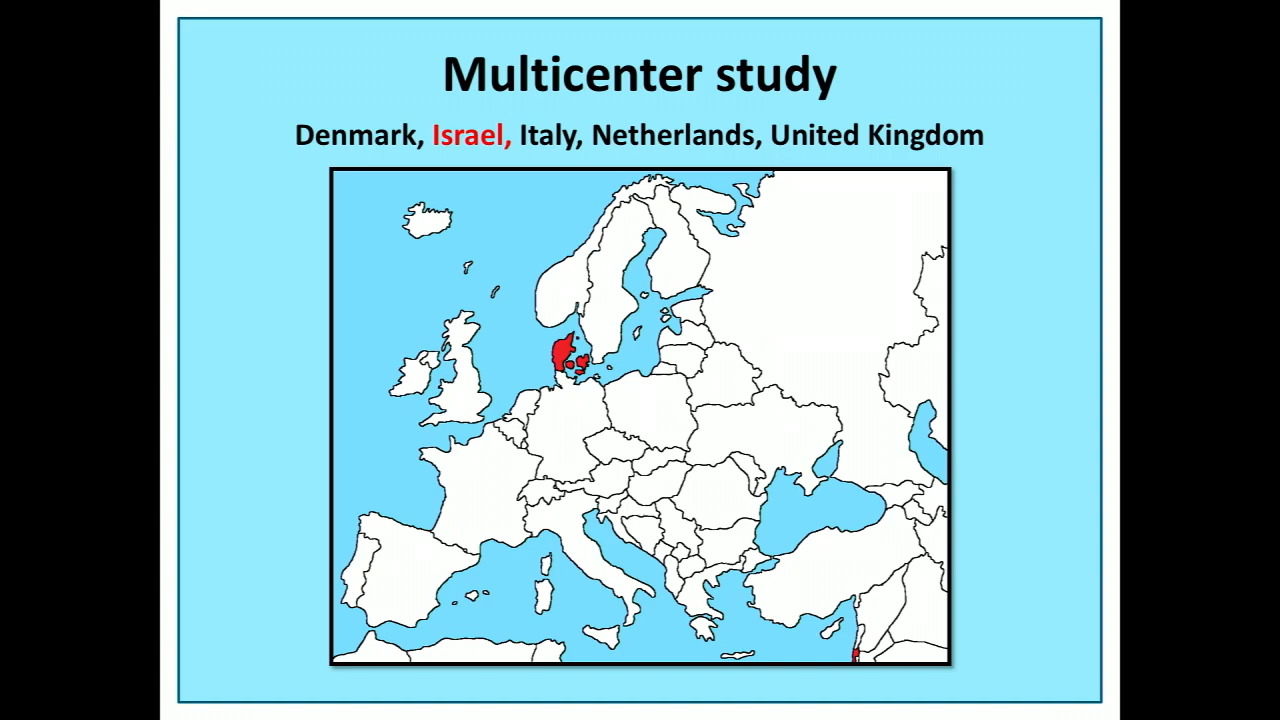 Multicenter study
Denmark, Israel, Italy, Netherlands, United Kingdom